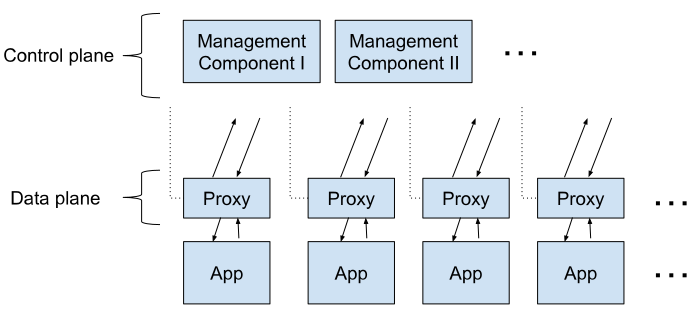 Control plane
Management
Component I
Management
Component II
...
Data plane
Proxy
Proxy
Proxy
Proxy
...
App
App
App
App
...